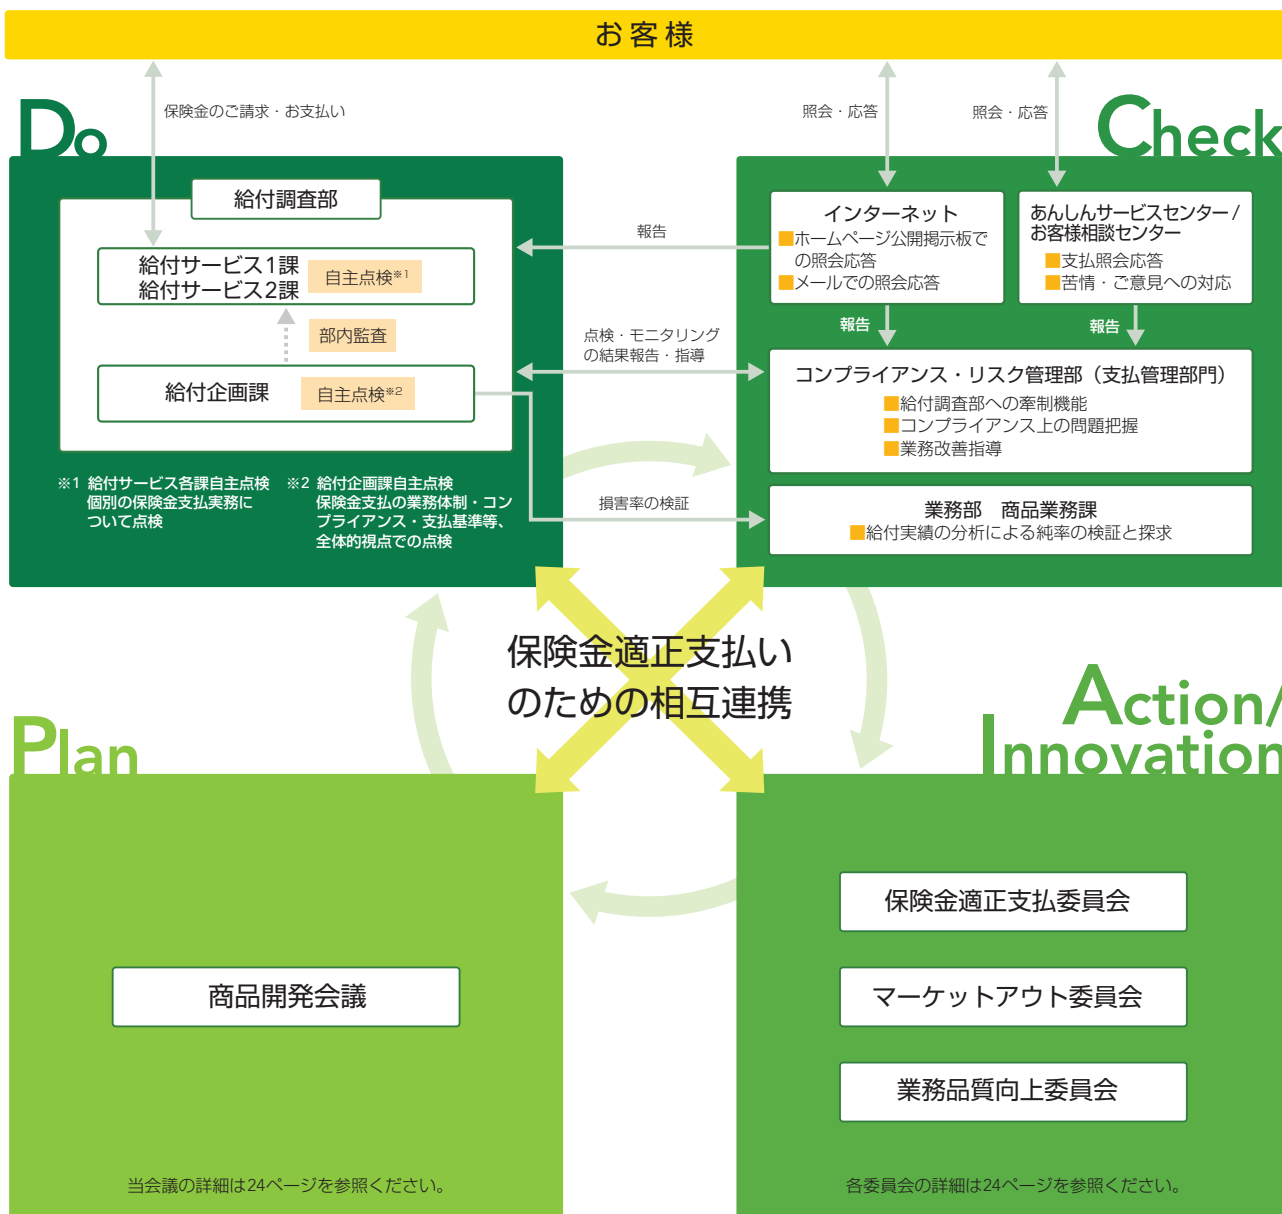 お客様
保険金のご請求・お支払い
照会・応答
照会・応答
Do
給付調査部
給付サービス1課
給付サービス2課
自主点検※1
部内監査
給付企画課
自主点検※2
※1 給付サービス各課自主点検
個別の保険金支払実務に
ついて点検
※2 給付企画課自主点検
保険金支払の業務体制・コン
プライアンス・支払基準等、
全体的視点での点検
報告
点検・モニタリング
の結果報告・指導
損害率の検証
Check
インターネット
■ホームページ公開掲示板で
の照会応答
■メールでの照会応答
あんしんサービスセンター/
お客様相談センター
■支払照会応答
■苦情・ご意見への対応
報告
報告
コンプライアンス・リスク管理部（支払管理部門）
■給付調査部への牽制機能
■コンプライアンス上の問題把握
■業務改善指導
業務部 商品業務課
■給付実績の分析による純率の検証と探求
保険金適正支払い
のための相互連携
Plan
商品開発会議
当会議の詳細は24ページを参照ください。
Action/
Innovation
保険金適正支払委員会
マーケットアウト委員会
業務品質向上委員会
各委員会の詳細は24ページを参照ください。